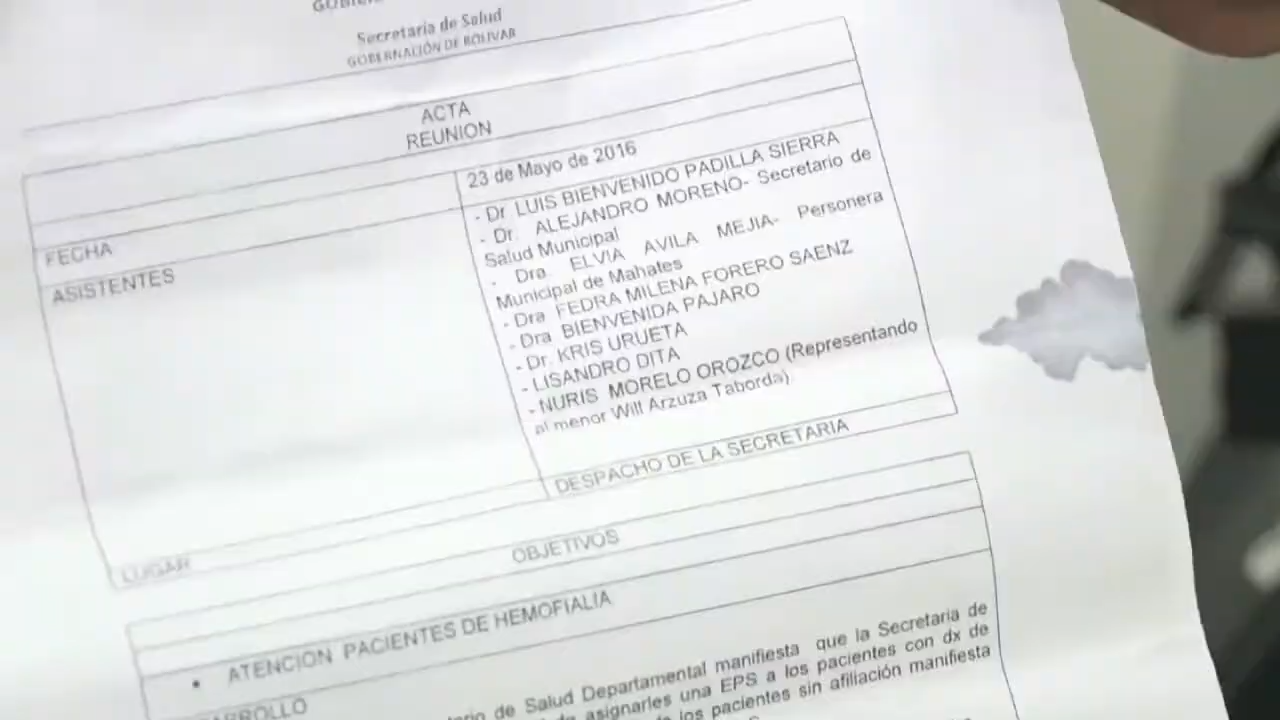 Secretaria de Salud
GOBERNACIÓN DE BOLIVAR
ACTA
REUNION
FECHA
23 de Mayo de 2016
ASISTENTES
- Dr. LUIS BIENVENIDO PADILLA SIERRA
- Dr. ALEJANDRO MORENO- Secretario de
Salud Municipal
- Dra ELVIA AVILA MEJIA- Personera
Municipal de Mahates
- Dra FEDRA MILENA FORERO SAENZ
- Dra BIENVENIDA PAJARO
- Dr. KRIS URUETA
- LISANDRO DITA
- NURIS MORELO OROZCO (Representando
al menor Will Arzuza Taborda)
LUGAR
DESPACHO DE LA SECRETARIA
OBJETIVOS
• ATENCION PACIENTES DE HEMOFIALIA
de Salud Departamental manifiesta que la Secretaria de
asignarles una EPS a los pacientes con dx de
los pacientes sin afiliación manifiesta